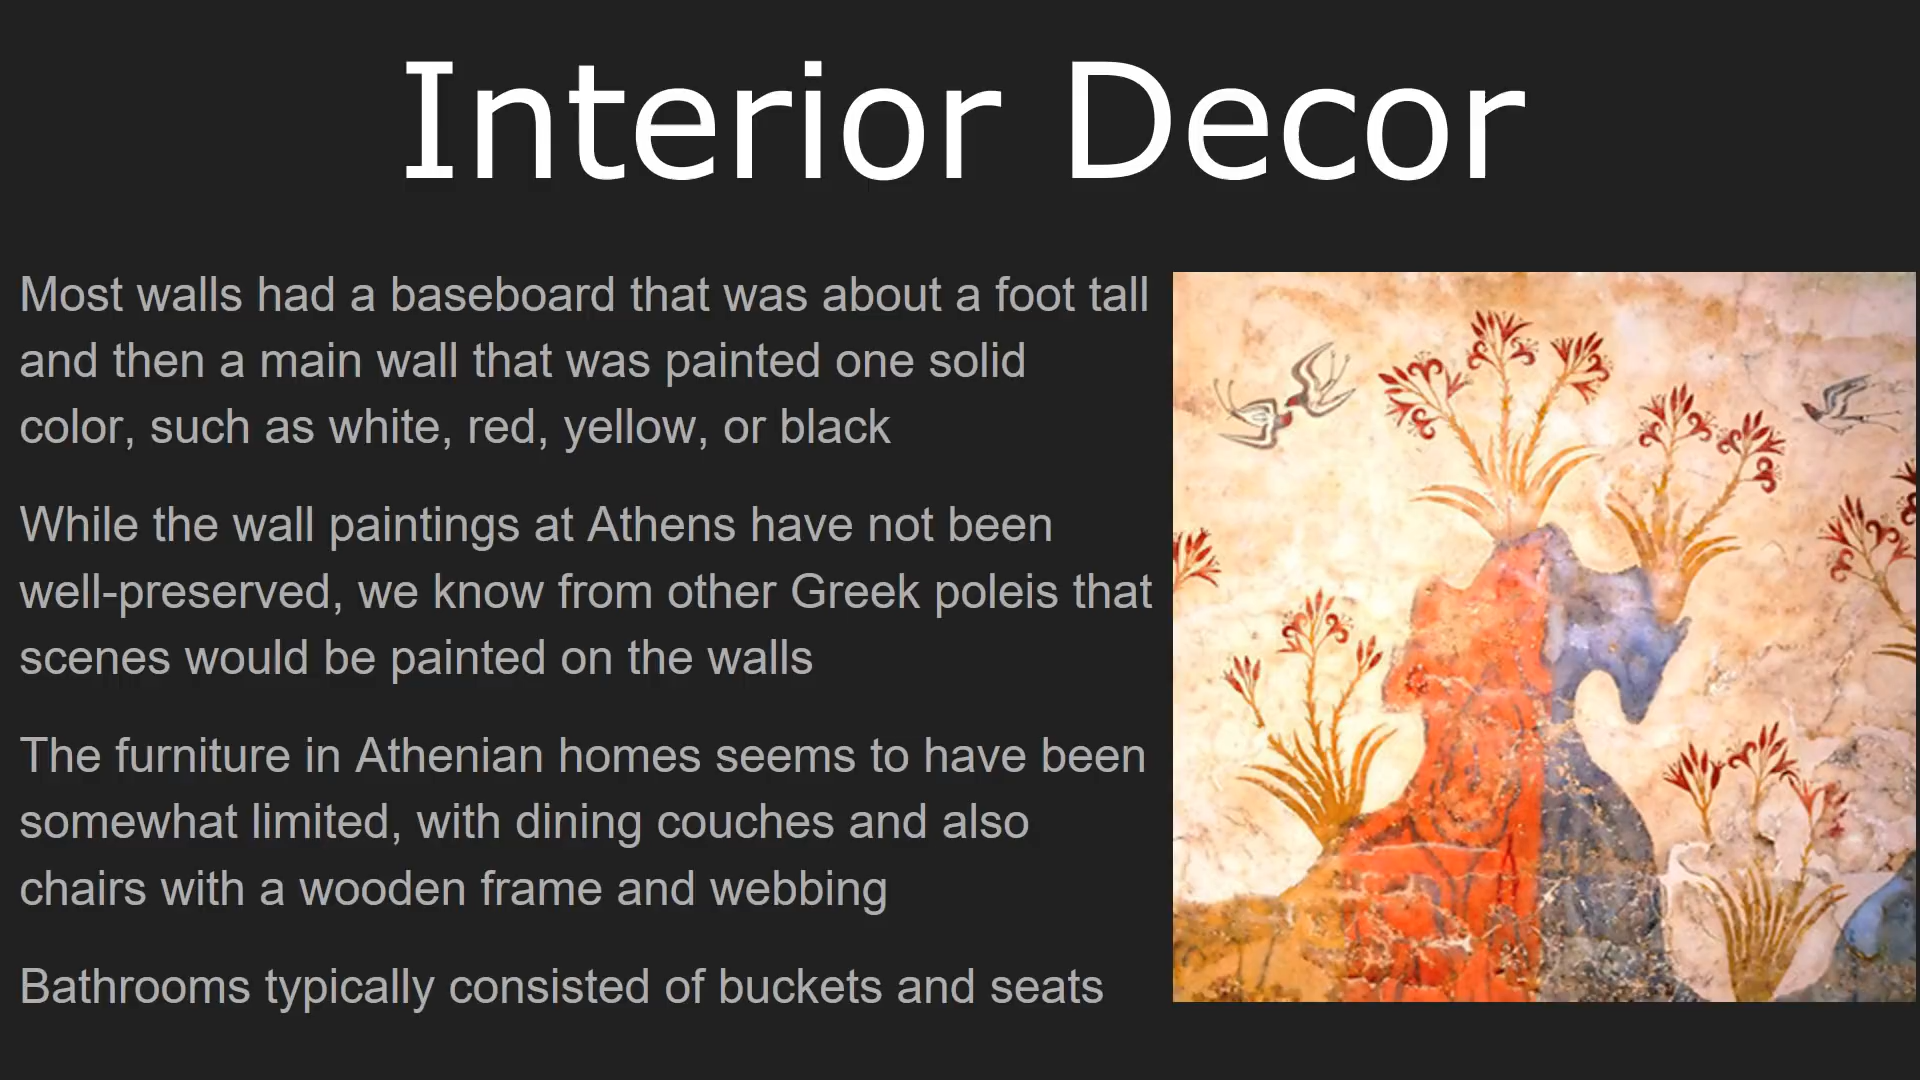 Interior Decor
Most walls had a baseboard that was about a foot tall
and then a main wall that was painted one solid
color, such as white, red, yellow, or black
While the wall paintings at Athens have not been
well-preserved, we know from other Greek poleis that
scenes would be painted on the walls
The furniture in Athenian homes seems to have been
somewhat limited, with dining couches and also
chairs with a wooden frame and webbing
Bathrooms typically consisted of buckets and seats